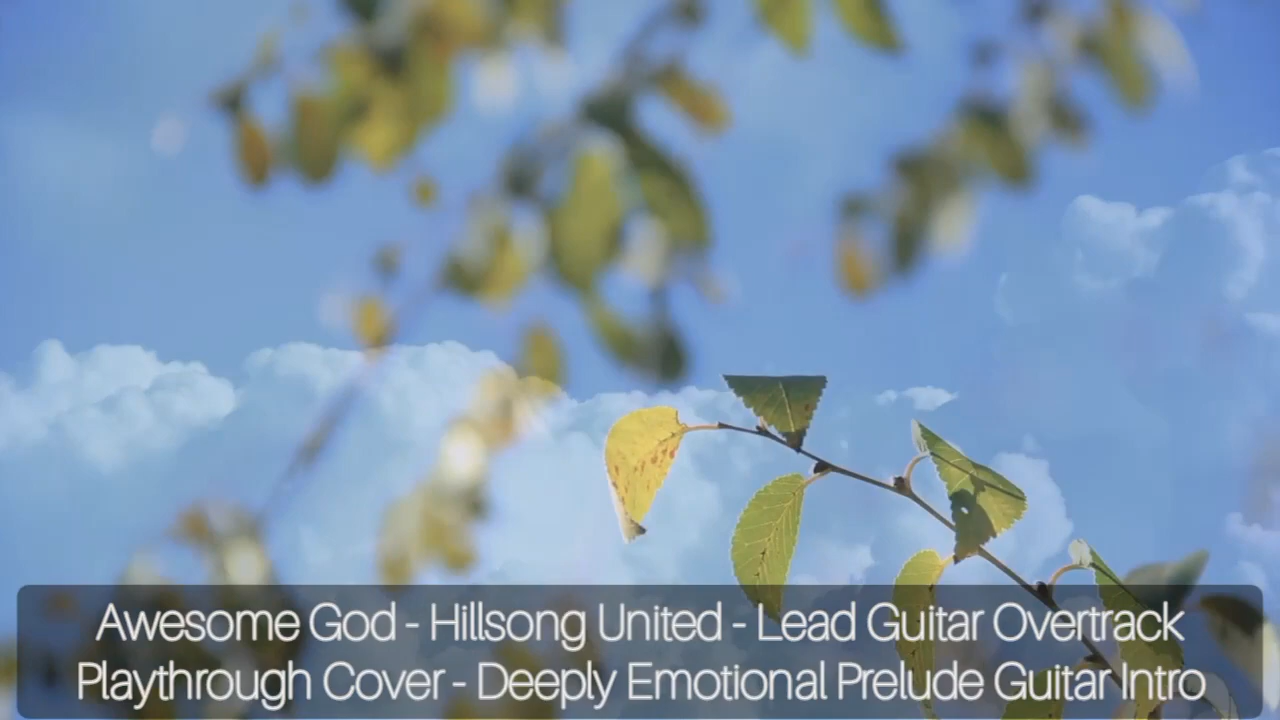 Awesome God - Hillsong United - Lead Guitar Overtrack
Playthrough Cover - Deeply Emotional Prelude Guitar Intro